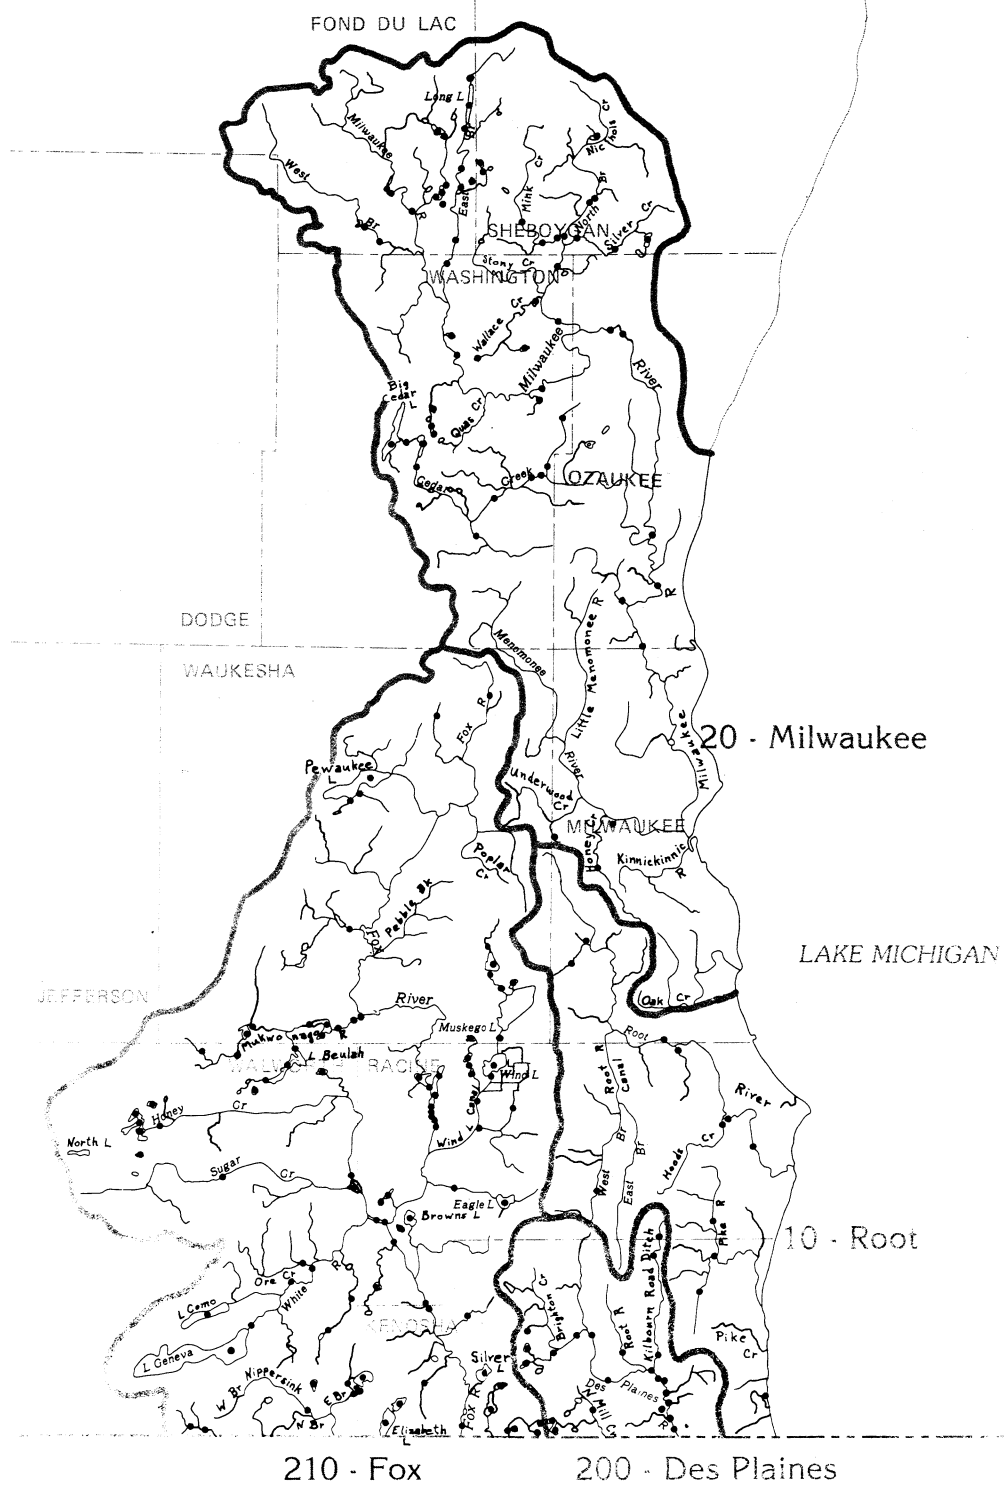 FOND DU LAC
Long L
Cr
Nichols
Milwaukee
West
Br
R
East
Br
Mink
Cr
North
Br
Silver
Cr
SHEBOYGAN
Stony Cr
WASHINGTON
Wallace
Cr
Milwaukee
River
Big
Cedar
L
Quas Cr
Cedar
Creek
OZAUKEE
R
DODGE
Menomonee
Little Menomonee R
WAUKESHA
Fox
R
Milwaukee
20 - Milwaukee
River
Pewaukee
L
Underwood
Cr
MILWAUKEE
Honey Cr
Kinnickinnic
R
Poplar
Cr
Pebble Bk
Fox
LAKE MICHIGAN
JEFFERSON
River
Oak Cr
Muskego L
Root
Mukwonago R
L Beulah
WALWORTH
RACINE
Wind L
Root R
Canal
River
Honey
Cr
Wind L
Canal
North L
Hoods
Cr
Sugar
Cr
West
Br
East
Br
Eagle L
Browns L
Pike
R
10 - Root
Ore Cr
White
R
L Como
KENOSHA
Brighton Cr
Root R
Kilbourn Road Ditch
L Geneva
Pike
Cr
Silver
L
Nippersink
W Br
E Br
N Br
Fox R
Des
Plaines
R
Mill
Elizabeth
L
210 - Fox
200 - Des Plaines